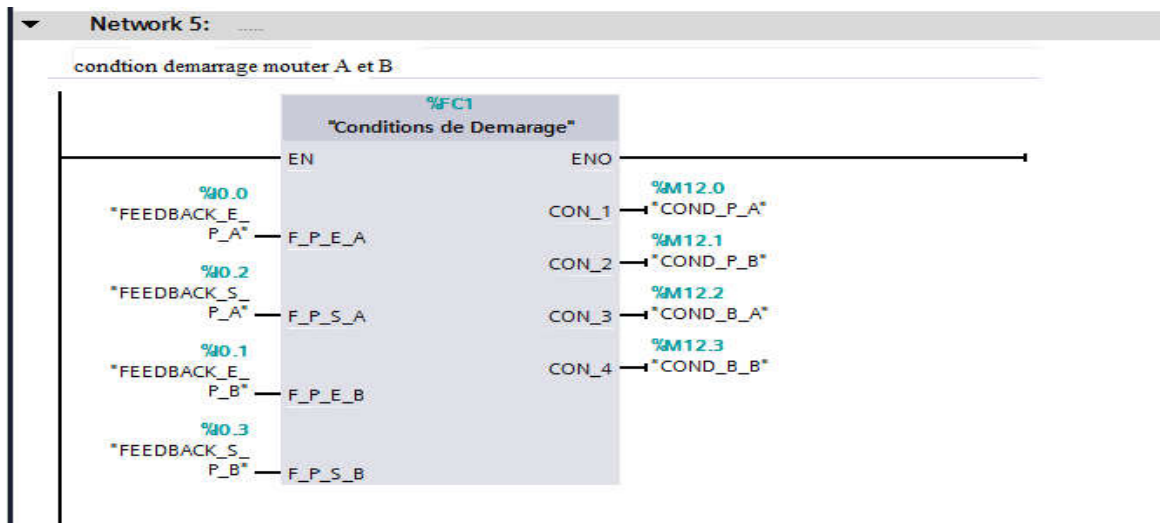 Network 5: .....
condtion demarrage mouter A et B
%FC1
"Conditions de Demarage"
EN ENO
%I0.0
"FEEDBACK_E_
P_A" F_P_E_A
%I0.2
"FEEDBACK_S_
P_A" F_P_S_A
%I0.1
"FEEDBACK_E_
P_B" F_P_E_B
%I0.3
"FEEDBACK_S_
P_B" F_P_S_B
%M12.0
CON_1 "COND_P_A"
%M12.1
CON_2 "COND_P_B"
%M12.2
CON_3 "COND_B_A"
%M12.3
CON_4 "COND_B_B"